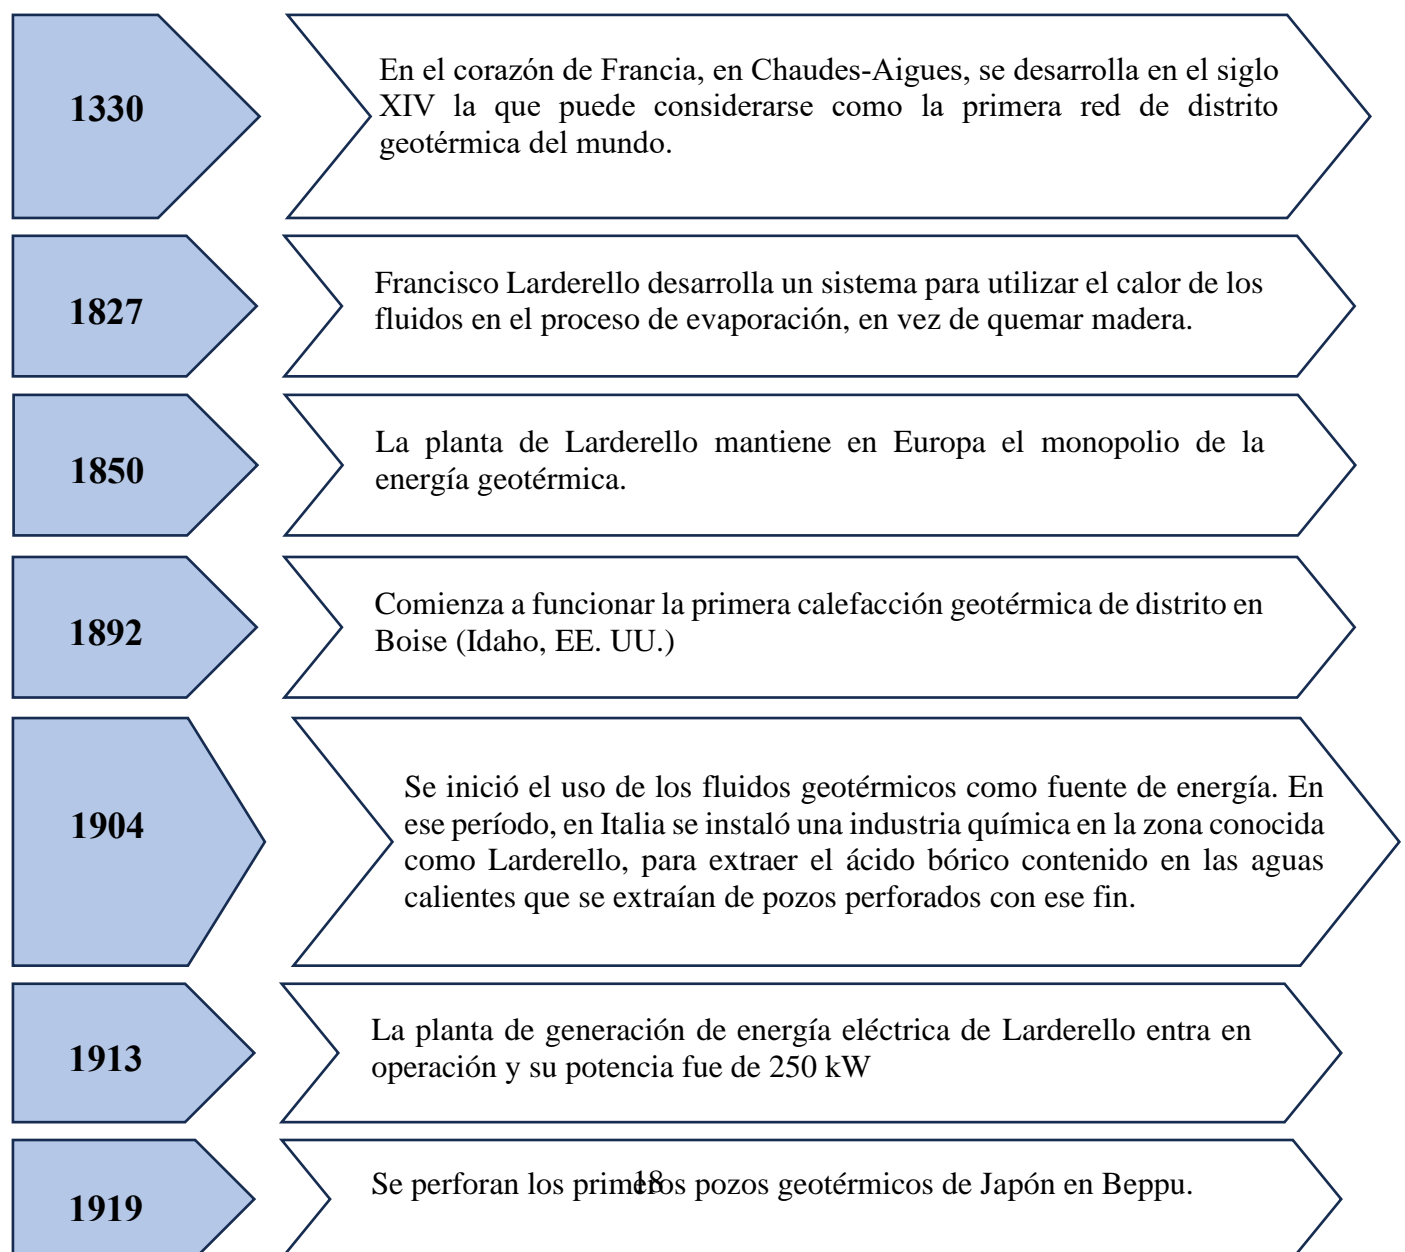 1330
En el corazón de Francia, en Chaudes-Aigues, se desarrolla en el siglo
XIV la que puede considerarse como la primera red de distrito
geotérmica del mundo.
1827
Francisco Larderello desarrolla un sistema para utilizar el calor de los
fluidos en el proceso de evaporación, en vez de quemar madera.
1850
La planta de Larderello mantiene en Europa el monopolio de la
energía geotérmica.
1892
Comienza a funcionar la primera calefacción geotérmica de distrito en
Boise (Idaho, EE. UU.)
1904
Se inició el uso de los fluidos geotérmicos como fuente de energía. En
ese período, en Italia se instaló una industria química en la zona conocida
como Larderello, para extraer el ácido bórico contenido en las aguas
calientes que se extraían de pozos perforados con ese fin.
1913
La planta de generación de energía eléctrica de Larderello entra en
operación y su potencia fue de 250 kW
1919
Se perforan los primeros pozos geotérmicos de Japón en Beppu.
18